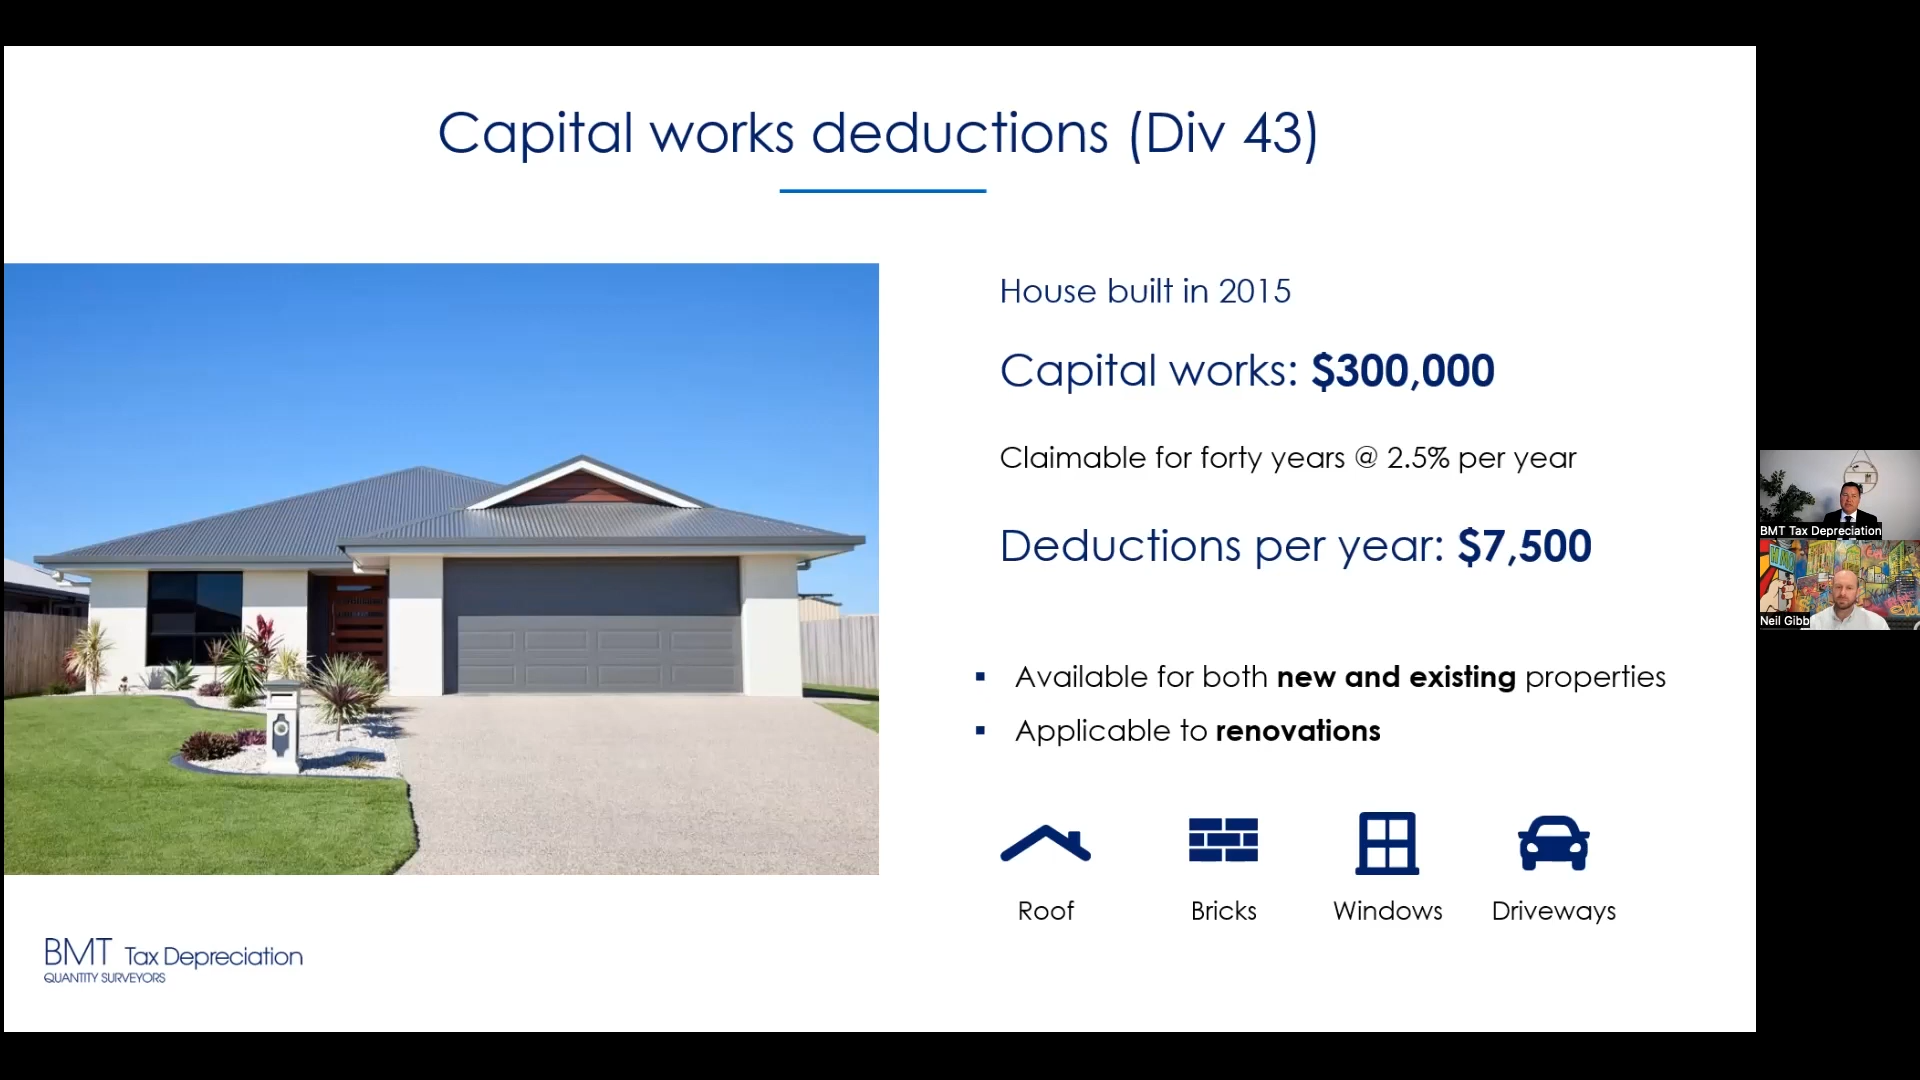 Capital works deductions (Div 43)
House built in 2015
Capital works: $300,000
Claimable for forty years @ 2.5% per year
Deductions per year: $7,500
▪ Available for both new and existing properties
▪ Applicable to renovations
Roof Bricks Windows Driveways
BMT Tax Depreciation
QUANTITY SURVEYORS
BMT Tax Depreciation
Neil Gibb